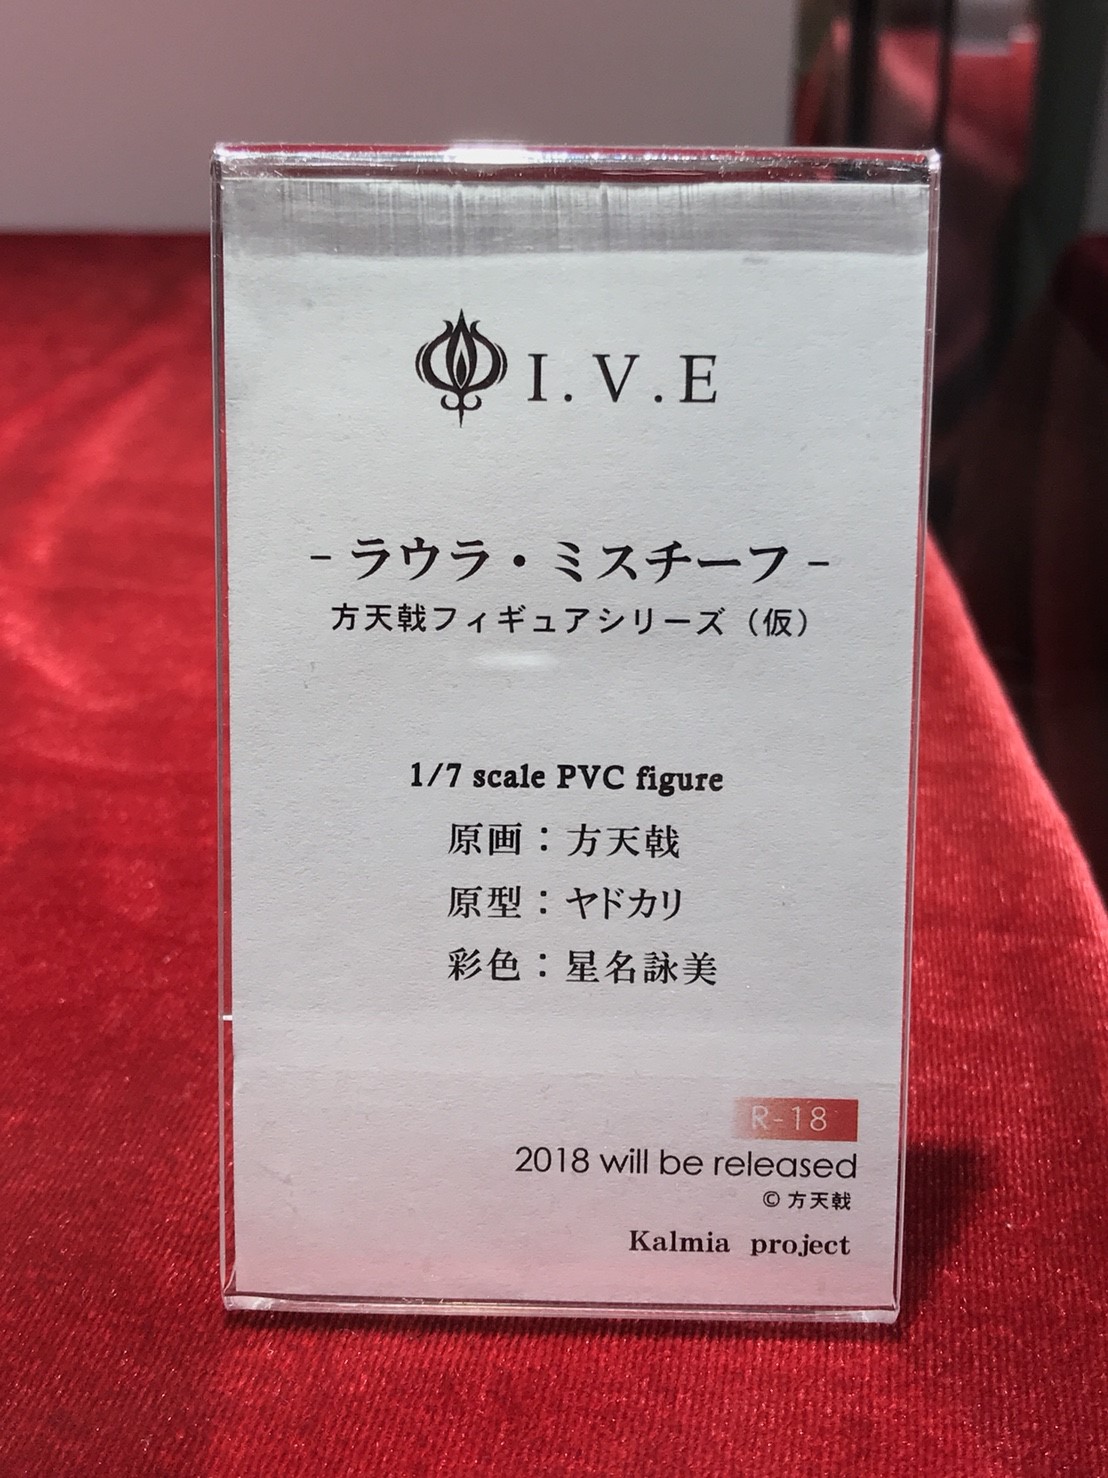 I.V.E
-ラウラ・ミスチーフ-
方天戟フィギュアシリーズ（仮）
1/7 scale PVC figure
原画：方天戟
原型：ヤドカリ
彩色：星名詠美
R-18
2018 will be released
© 方天戟
Kalmia project